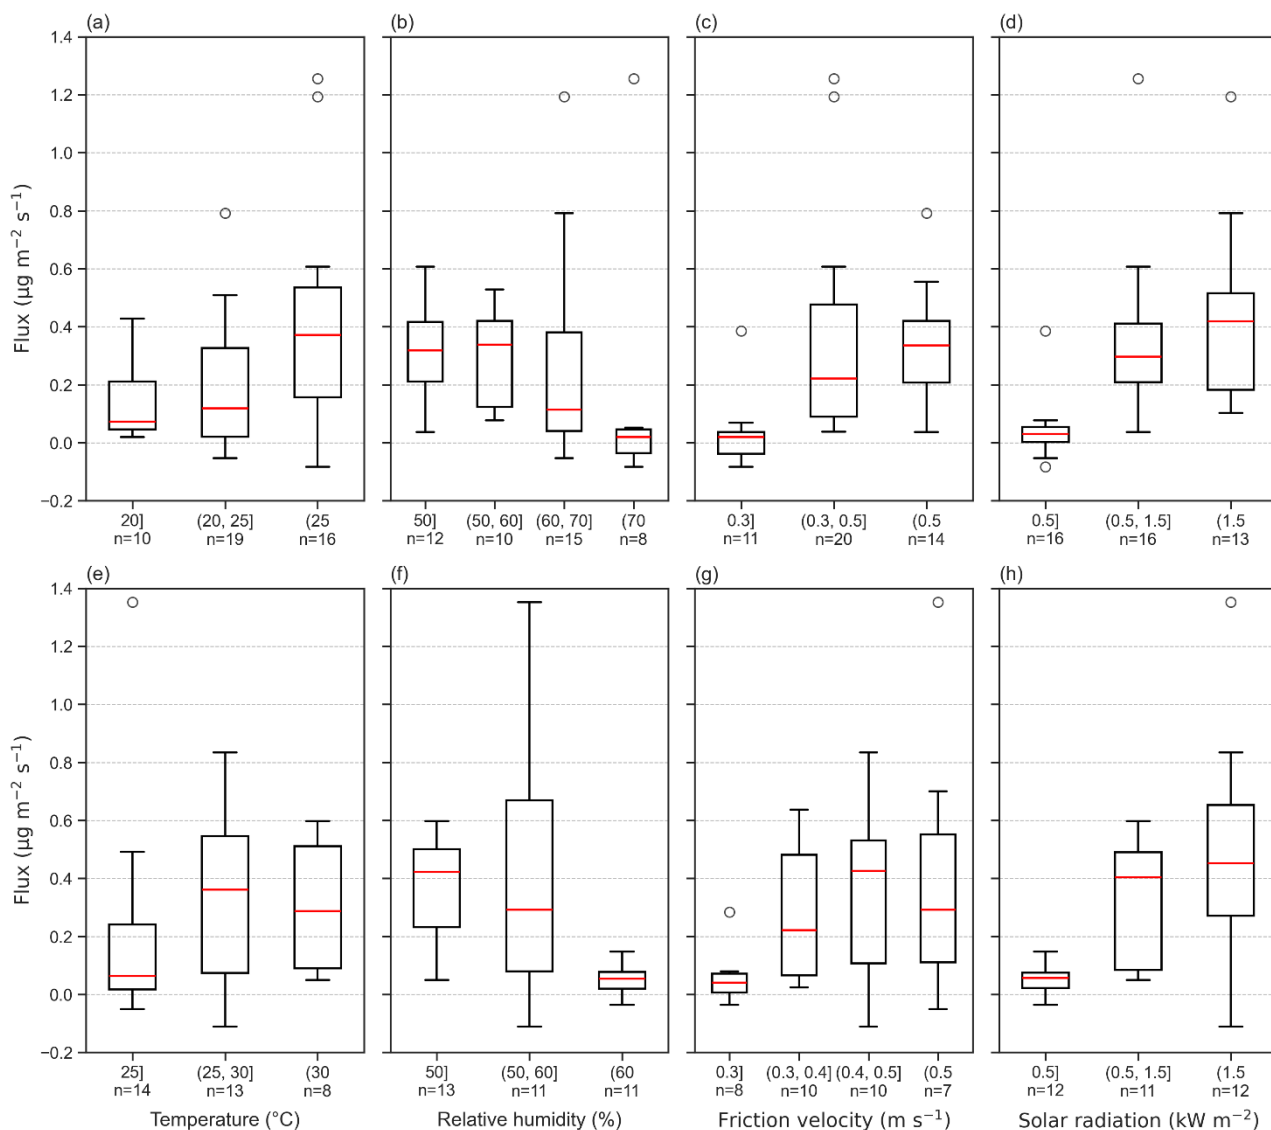 (a) (b) (c) (d)
1.4
1.2
1.0
0.8
0.6
0.4
0.2
0.0
−0.2
Flux (µg m⁻² s⁻¹)
20] (20, 25] (25 50] (50, 60] (60, 70] (70 0.3] (0.3, 0.5] (0.5 0.5] (0.5, 1.5] (1.5
n=10 n=19 n=16 n=12 n=10 n=15 n=8 n=11 n=20 n=14 n=16 n=16 n=13
(e) (f) (g) (h)
1.4
1.2
1.0
0.8
0.6
0.4
0.2
0.0
−0.2
Flux (µg m⁻² s⁻¹)
25] (25, 30] (30 50] (50, 60] (60 0.3] (0.3, 0.4] (0.4, 0.5] (0.5 0.5] (0.5, 1.5] (1.5
n=14 n=13 n=8 n=13 n=11 n=11 n=8 n=10 n=10 n=7 n=12 n=11 n=12
Temperature (°C) Relative humidity (%) Friction velocity (m s⁻¹) Solar radiation (kW m⁻²)